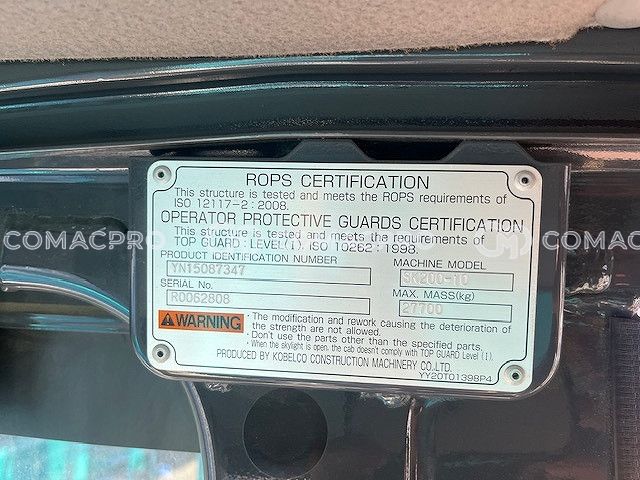 ROPS CERTIFICATION
This structure is tested and meets the ROPS requirements of
ISO 12117-2 : 2008.
OPERATOR PROTECTIVE GUARDS CERTIFICATION
This structure is tested and meets the requirements of
TOP GUARD : LEVEL(I) ISO 10262 : 1998.
COMACPRO COMACPRO COMACPRO
PRODUCT IDENTIFICATION NUMBER
YN15087347
MACHINE MODEL
SK200-10
SERIAL No.
R0062808
MAX. MASS(kg)
27700
WARNING
・The modification and rework causing the deterioration of
the strength are not allowed.
・Don't use the parts other than the specified parts.
・When the skylight is open, the cab doesn't comply with TOP GUARD Level (I).
PRODUCED BY KOBELCO CONSTRUCTION MACHINERY CO.LTD.
YY20T01398P4